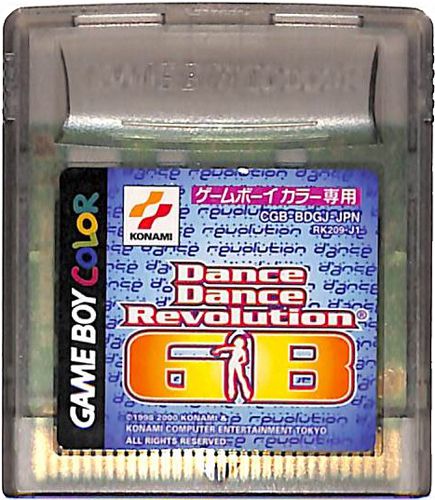 GAME BOY COLOR
KONAMI
ゲームボーイカラー専用
CGB-BDGJ-JPN
RK209-J1
Dance
Dance
Revolution®
GB
GAME BOY COLOR
©1998 2000 KONAMI &
KONAMI COMPUTER ENTERTAINMENT TOKYO
ALL RIGHTS RESERVED